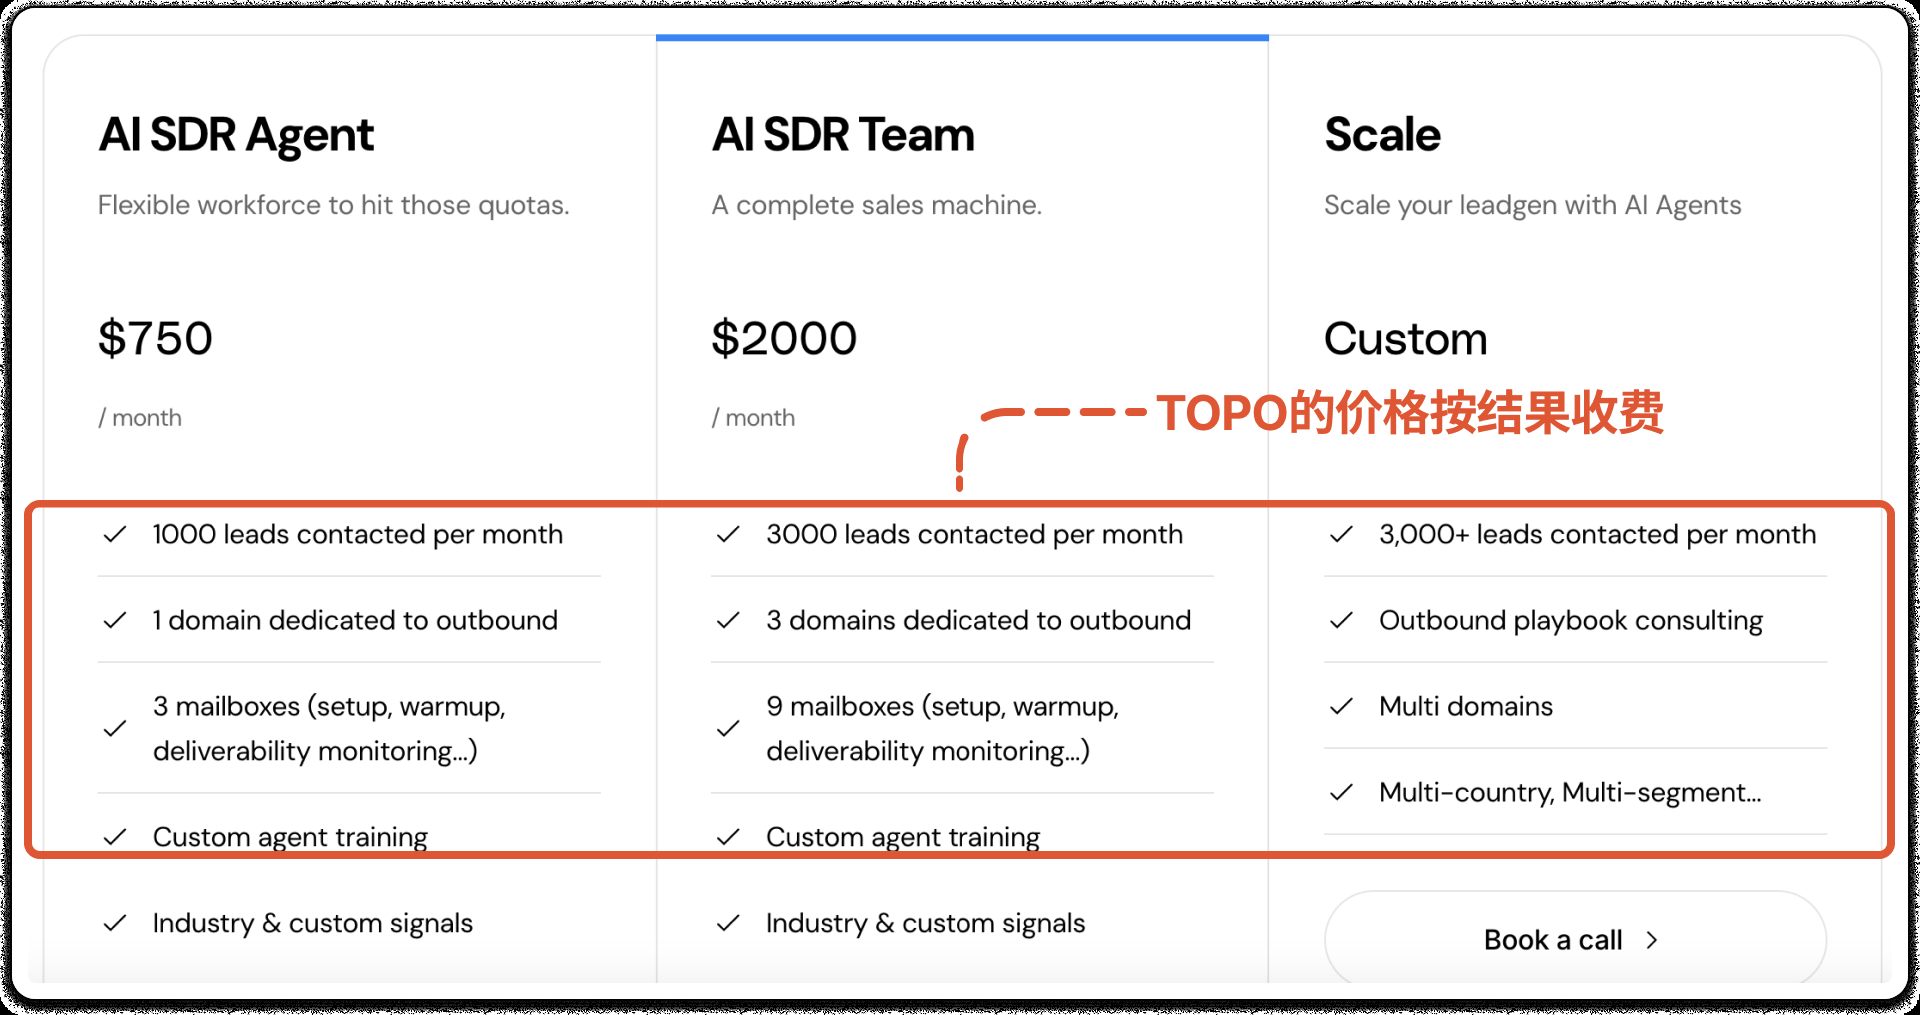 AI SDR Agent
Flexible workforce to hit those quotas.
$750
/ month
1000 leads contacted per month
1 domain dedicated to outbound
3 mailboxes (setup, warmup,
deliverability monitoring...)
Custom agent training
Industry & custom signals
AI SDR Team
A complete sales machine.
$2000
/ month
3000 leads contacted per month
3 domains dedicated to outbound
9 mailboxes (setup, warmup,
deliverability monitoring...)
Custom agent training
Industry & custom signals
Scale
Scale your leadgen with AI Agents
Custom
TOPO的价格按结果收费
3,000+ leads contacted per month
Outbound playbook consulting
Multi domains
Multi-country, Multi-segment...
Book a call